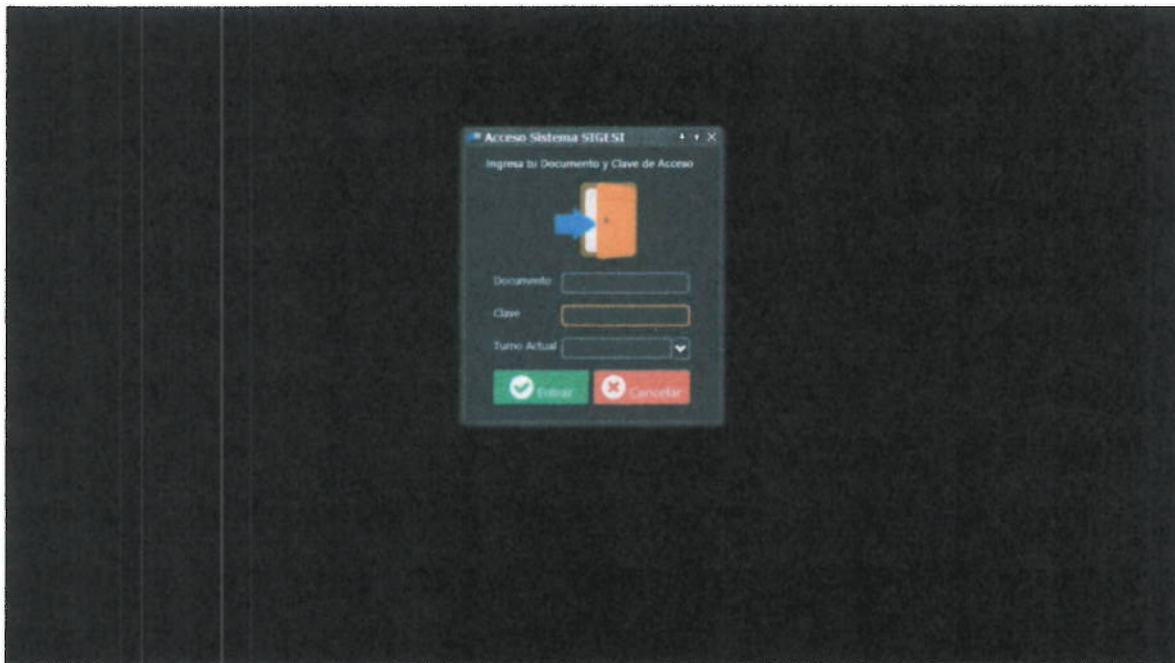 Acceso Sistema SIGESI
Ingresa tu Documento y Clave de Acceso
Documento
Clave
Turno Actual
Entrar
Cancelar